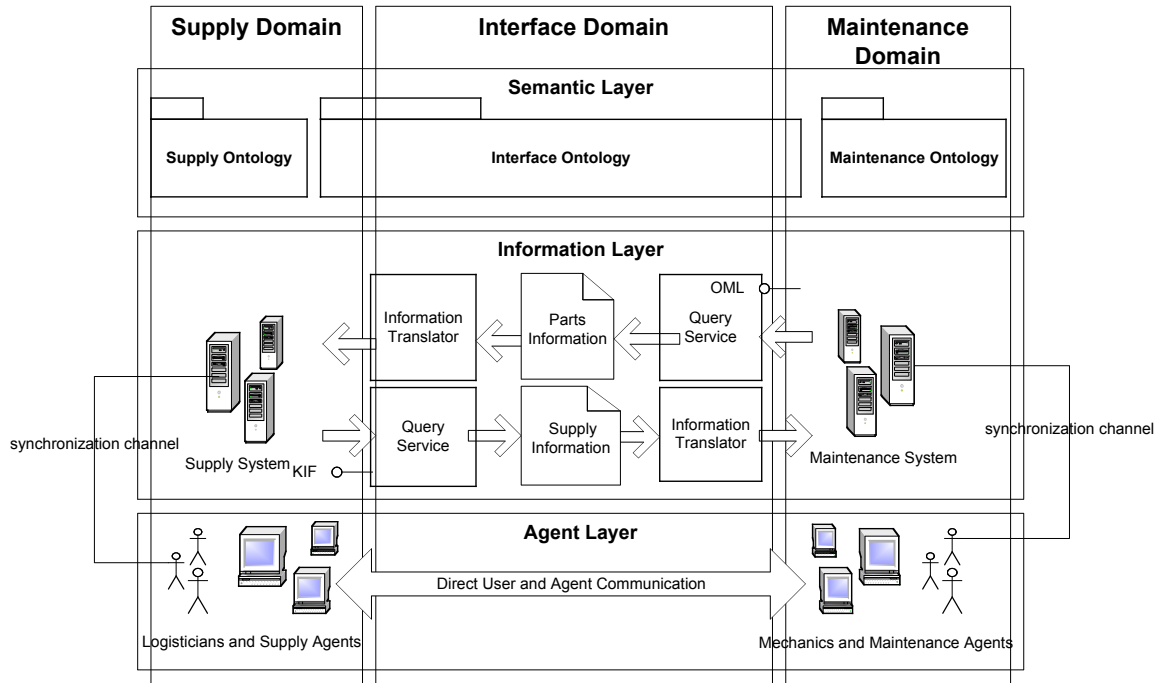 Supply Domain
Interface Domain
Maintenance
Domain
Semantic Layer
Supply Ontology
Interface Ontology
Maintenance Ontology
Information Layer
OML
Information
Translator
Parts
Information
Query
Service
synchronization channel
synchronization channel
Query
Service
Supply
Information
Information
Translator
Supply System
KIF
Maintenance System
Agent Layer
Direct User and Agent Communication
Logisticians and Supply Agents
Mechanics and Maintenance Agents